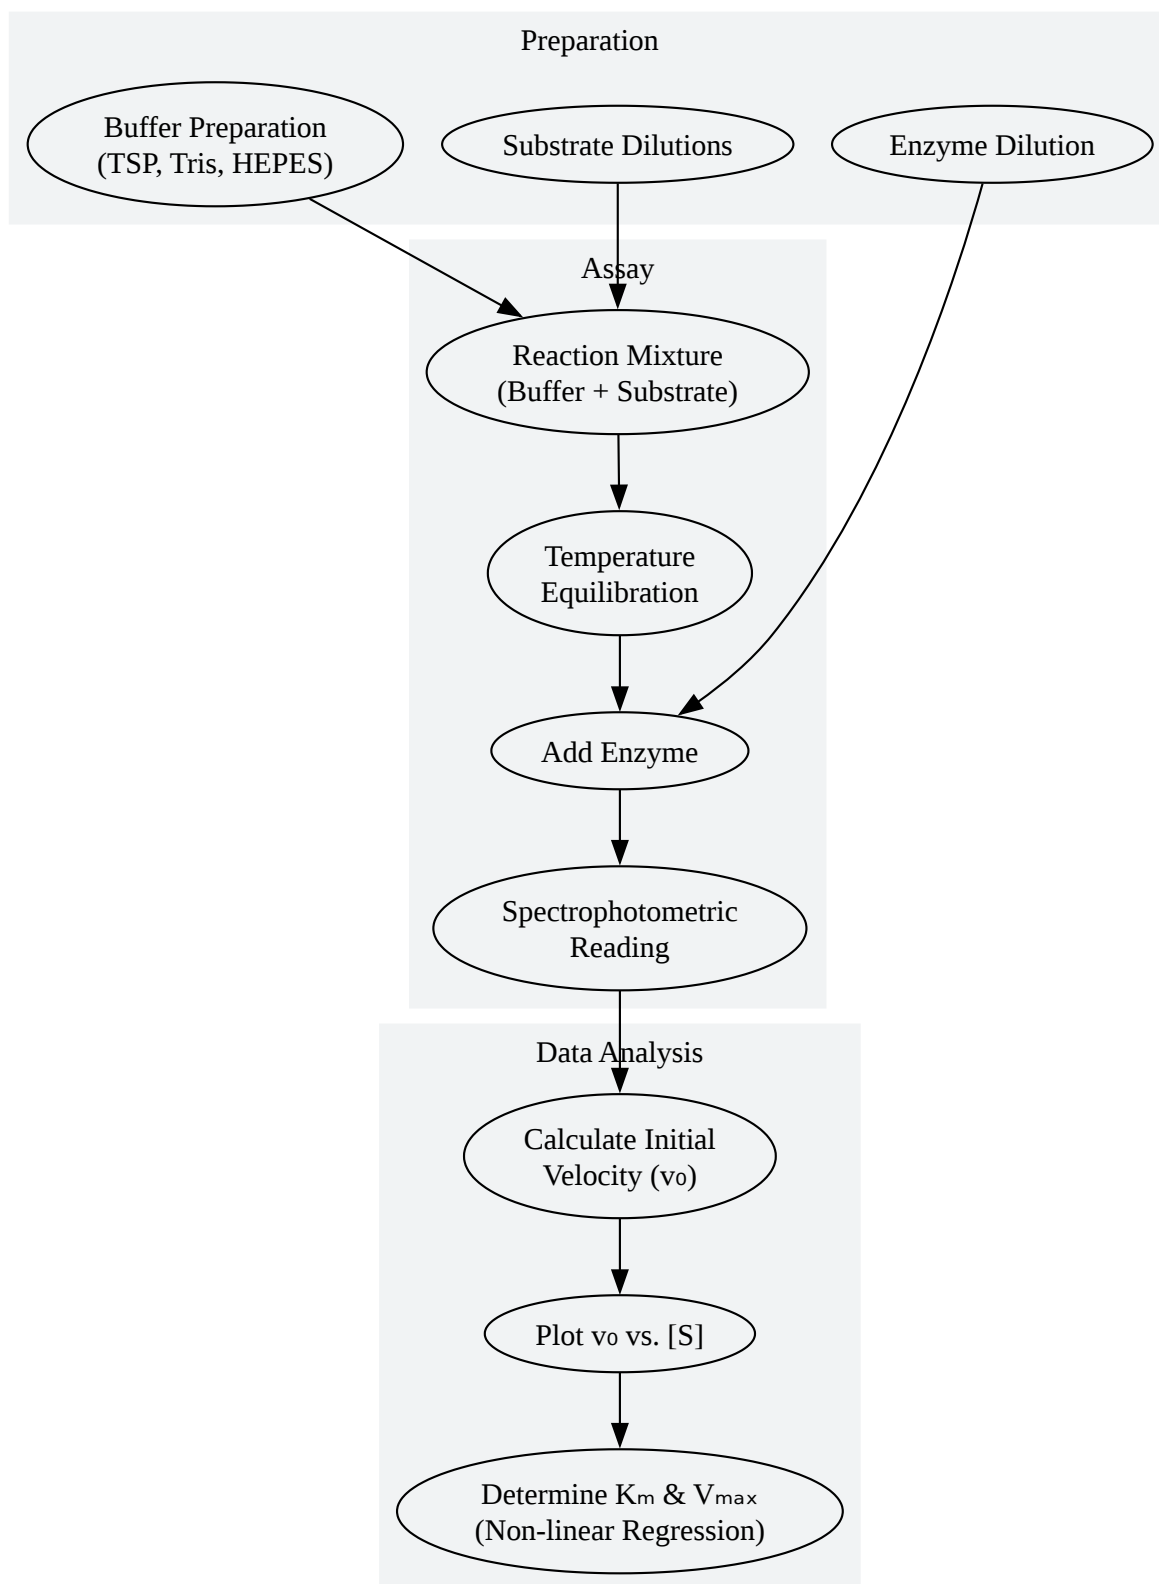 Preparation
Buffer Preparation
(TSP, Tris, HEPES)
Substrate Dilutions
Enzyme Dilution
Assay
Reaction Mixture
(Buffer + Substrate)
Temperature
Equilibration
Add Enzyme
Spectrophotometric
Reading
Data Analysis
Calculate Initial
Velocity (v₀)
Plot v₀ vs. [S]
Determine Kₘ & Vₘₐₓ
(Non-linear Regression)